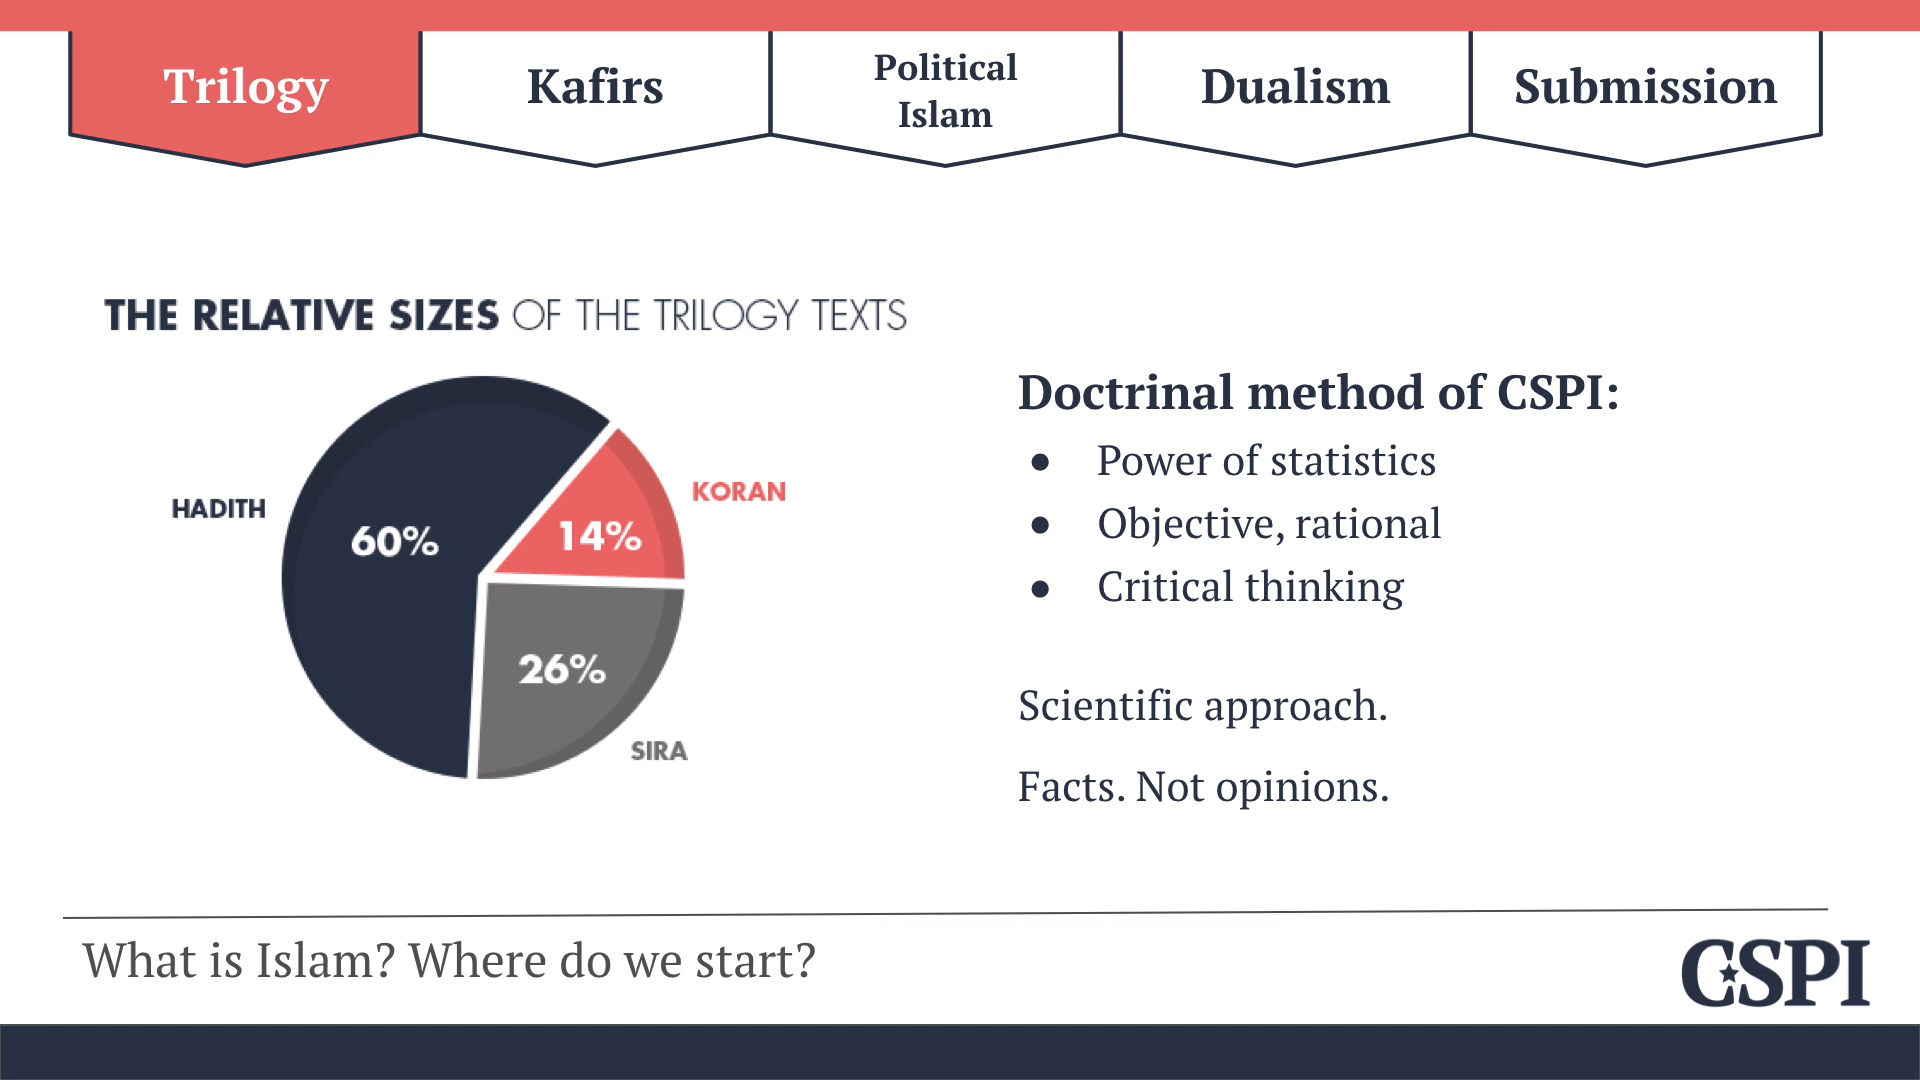 Trilogy
Kafirs
Political
Islam
Dualism
Submission
THE RELATIVE SIZES OF THE TRILOGY TEXTS
HADITH
60%
KORAN
14%
26%
SIRA
Doctrinal method of CSPI:
● Power of statistics
● Objective, rational
● Critical thinking
Scientific approach.
Facts. Not opinions.
What is Islam? Where do we start?
CSPI